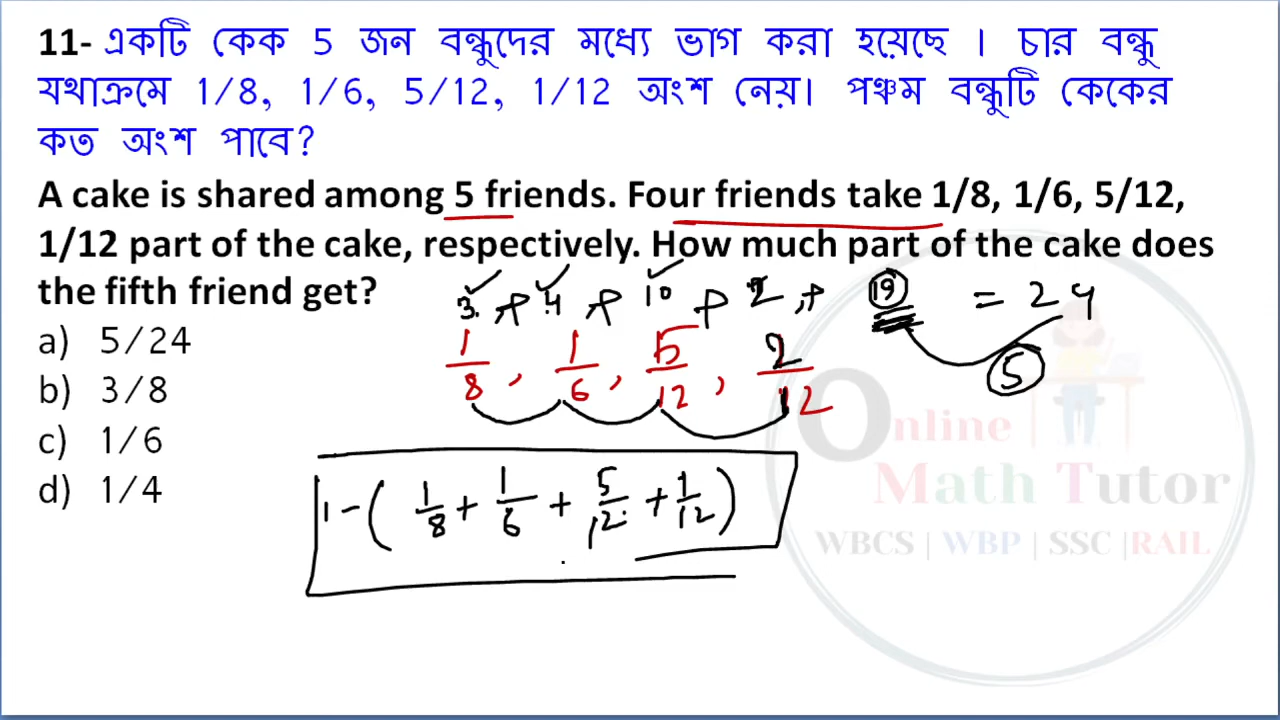 11- একটি কেক 5 জন বন্ধুদের মধ্যে ভাগ করা হয়েছে । চার বন্ধু
যথাক্রমে 1/8, 1/6, 5/12, 1/12 অংশ নেয়। পঞ্চম বন্ধুটি কেকের
কত অংশ পাবে?
A cake is shared among 5 friends. Four friends take 1/8, 1/6, 5/12,
1/12 part of the cake, respectively. How much part of the cake does
the fifth friend get?
3 + 4 + 10 + 2 + 19 = 24
5
1/8, 1/6, 5/12, 2/12
a) 5/24
b) 3/8
c) 1/6
d) 1/4
1-(1/8+1/6+5/12+1/12)
Online
Math Tutor
WBCS | WBP | SSC |RAIL